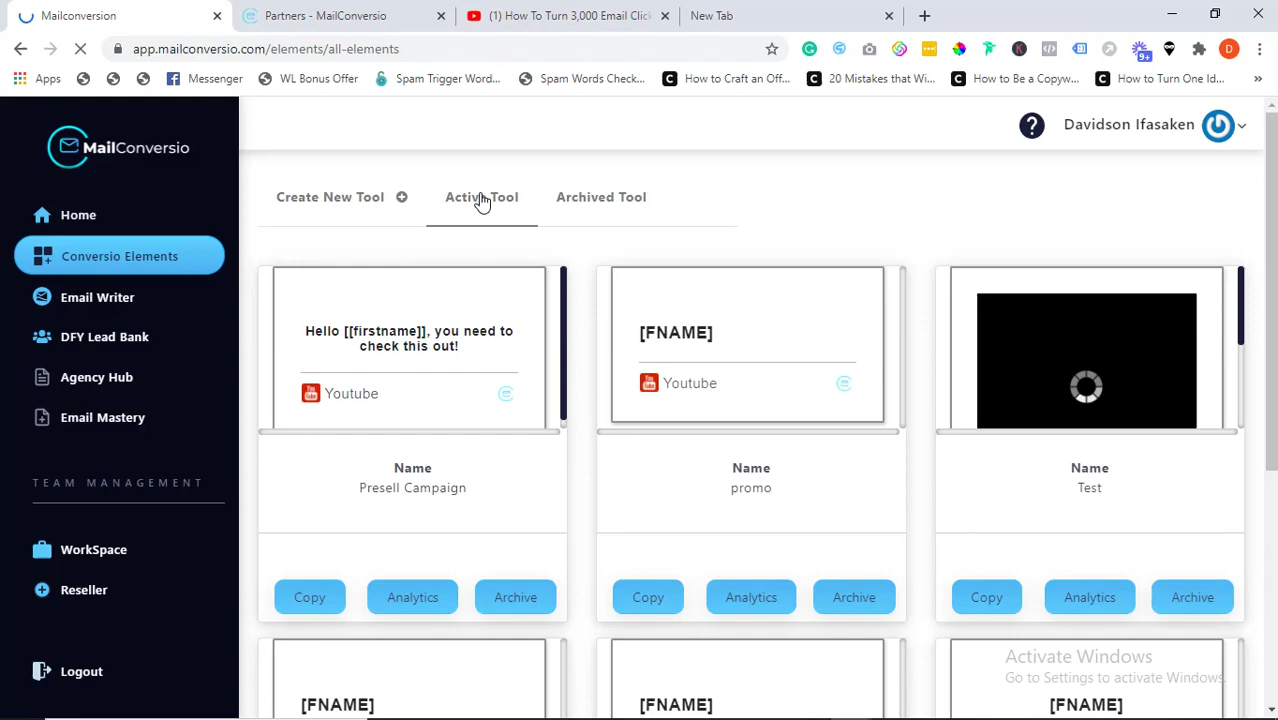 Mailconversion
Partners - MailConversio
(1) How To Turn 3,000 Email Click
New Tab
app.mailconversio.com/elements/all-elements
9+
D
Apps
Messenger
WL Bonus Offer
Spam Trigger Word...
Spam Words Check...
How to Craft an Off...
20 Mistakes that Wi...
How to Be a Copyw...
How to Turn One Id...
MailConversio
Davidson Ifasaken
Home
Conversio Elements
Email Writer
DFY Lead Bank
Agency Hub
Email Mastery
TEAM MANAGEMENT
WorkSpace
Reseller
Logout
Create New Tool
Active Tool
Archived Tool
Hello [[firstname]], you need to
check this out!
Youtube
Name
Presell Campaign
Copy
Analytics
Archive
[FNAME]
Youtube
Name
promo
Copy
Analytics
Archive
Name
Test
Copy
Analytics
Archive
[FNAME]
[FNAME]
[FNAME]
Activate Windows
Go to Settings to activate Windows.